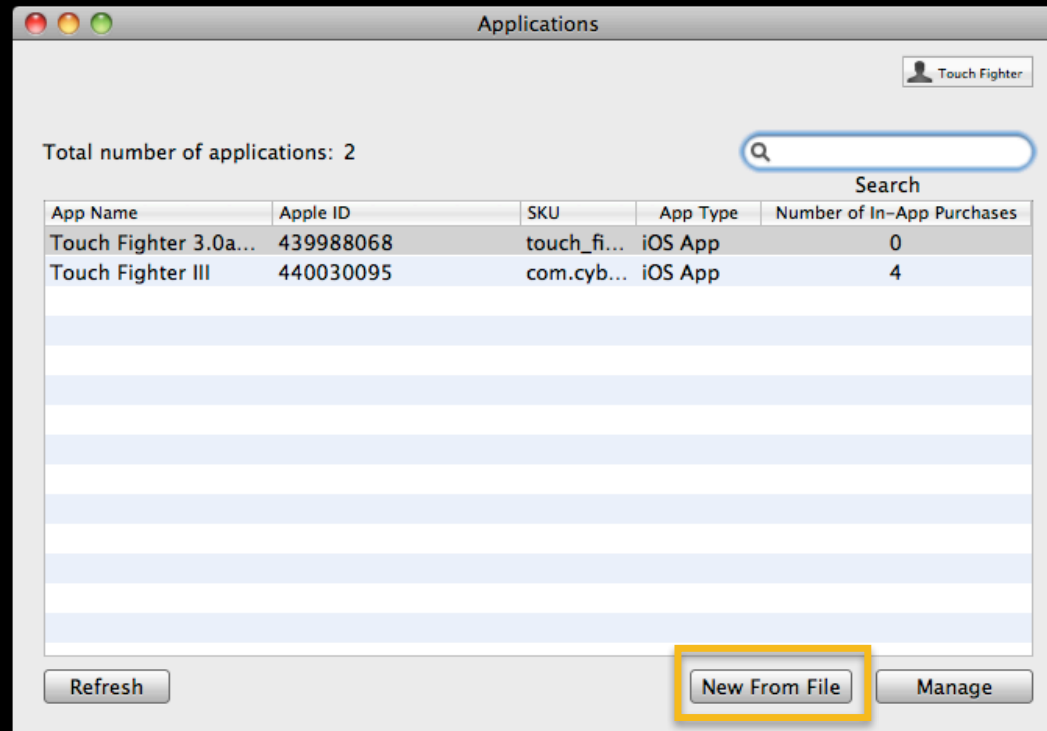 Applications
Touch Fighter
Total number of applications: 2
Search
App Name Apple ID SKU App Type Number of In-App Purchases
Touch Fighter 3.0a... 439988068 touch_fi... iOS App 0
Touch Fighter III 440030095 com.cyb... iOS App 4
Refresh New From File Manage